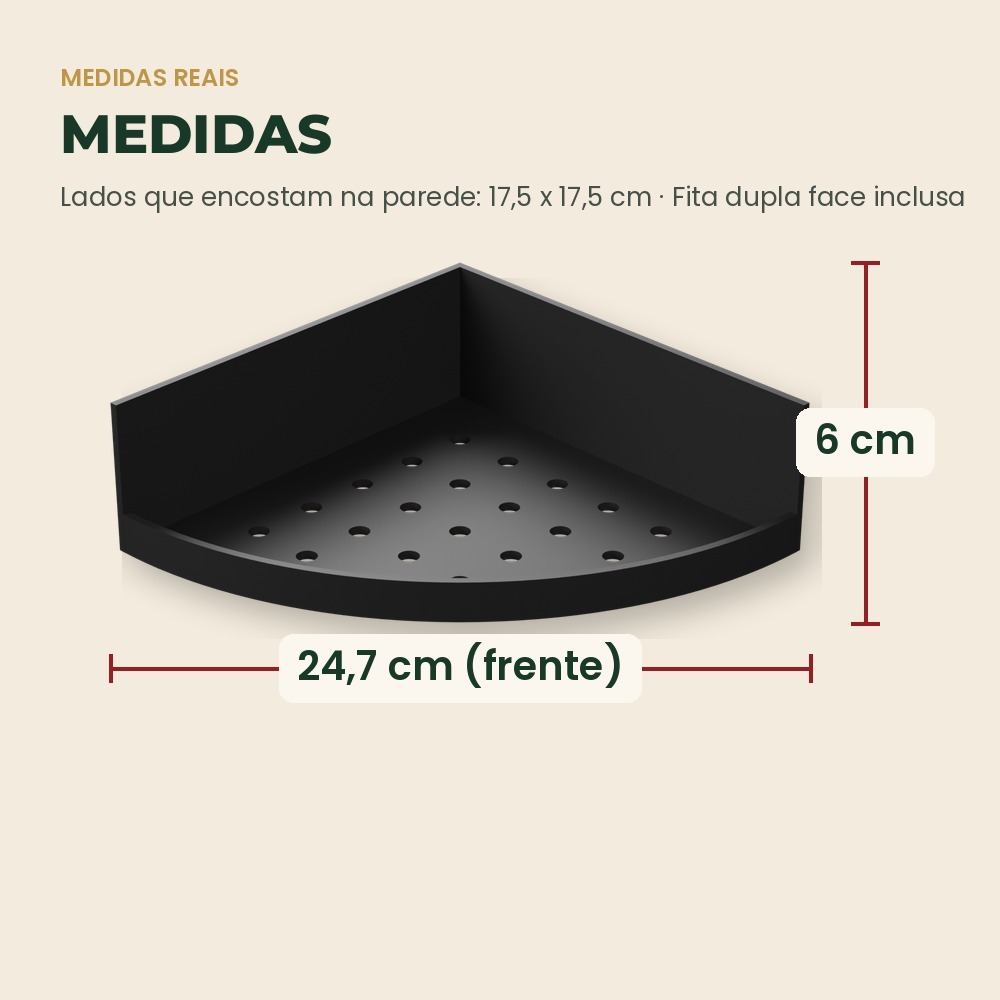 MEDIDAS REAIS
MEDIDAS
Lados que encostam na parede: 17,5 x 17,5 cm · Fita dupla face inclusa
6 cm
24,7 cm (frente)